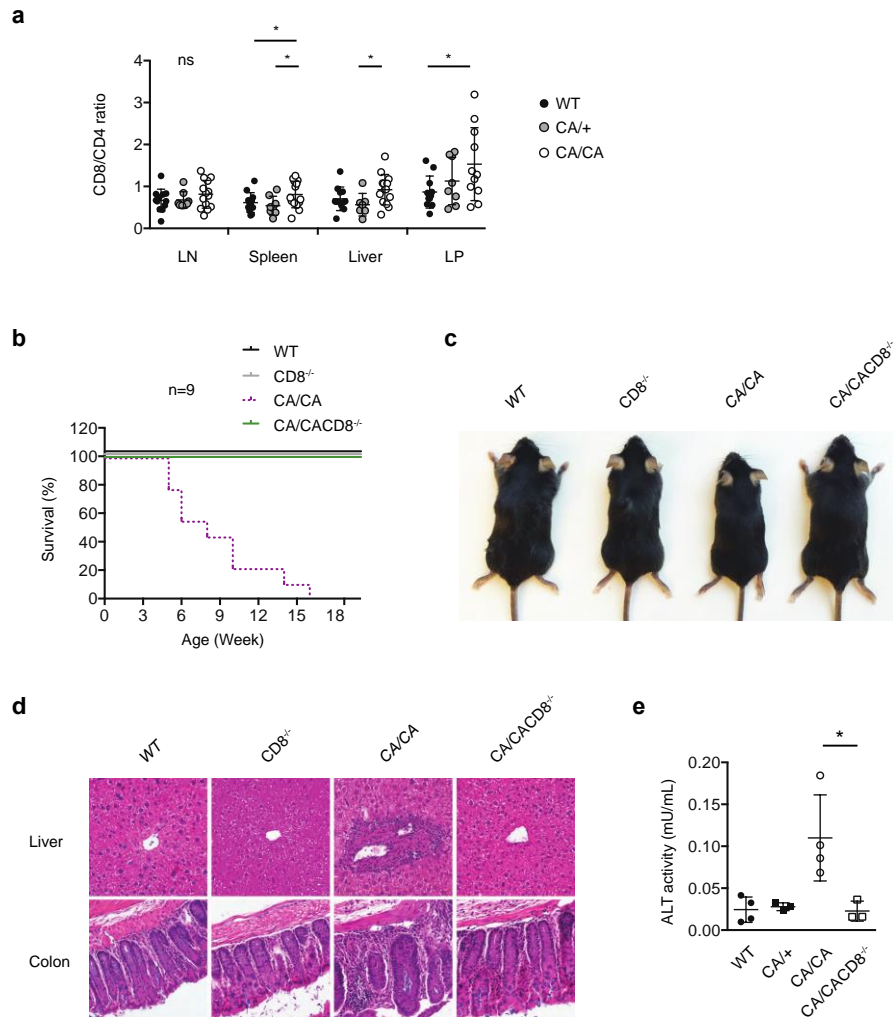 a
*
ns
*
*
*
4
3
2
1
0
CD8/CD4 ratio
LN Spleen Liver LP
WT
CA/+
CA/CA
b
WT
CD8-/-
CA/CA
CA/CACD8-/-
n=9
120
100
80
60
40
20
0
Survival (%)
0 3 6 9 12 15 18
Age (Week)
c
WT CD8-/- CA/CA CA/CACD8-/-
d
WT CD8-/- CA/CA CA/CACD8-/-
Liver
Colon
e
*
0.20
0.15
0.10
0.05
0.00
ALT activity (mU/mL)
WT CA/+ CA/CA CA/CACD8-/-